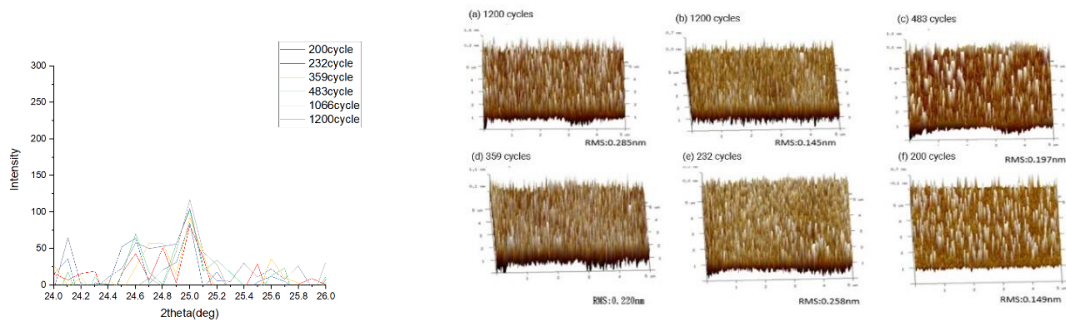 200cycle
232cycle
359cycle
483cycle
1066cycle
1200cycle
300
250
200
150
100
50
0
Intensity
24.0 24.2 24.4 24.6 24.8 25.0 25.2 25.4 25.6 25.8 26.0
2theta(deg)
(a) 1200 cycles
RMS:0.285nm
(b) 1200 cycles
RMS:0.145nm
(c) 483 cycles
RMS:0.197nm
(d) 359 cycles
RMS:0.220nm
(e) 232 cycles
RMS:0.258nm
(f) 200 cycles
RMS:0.149nm